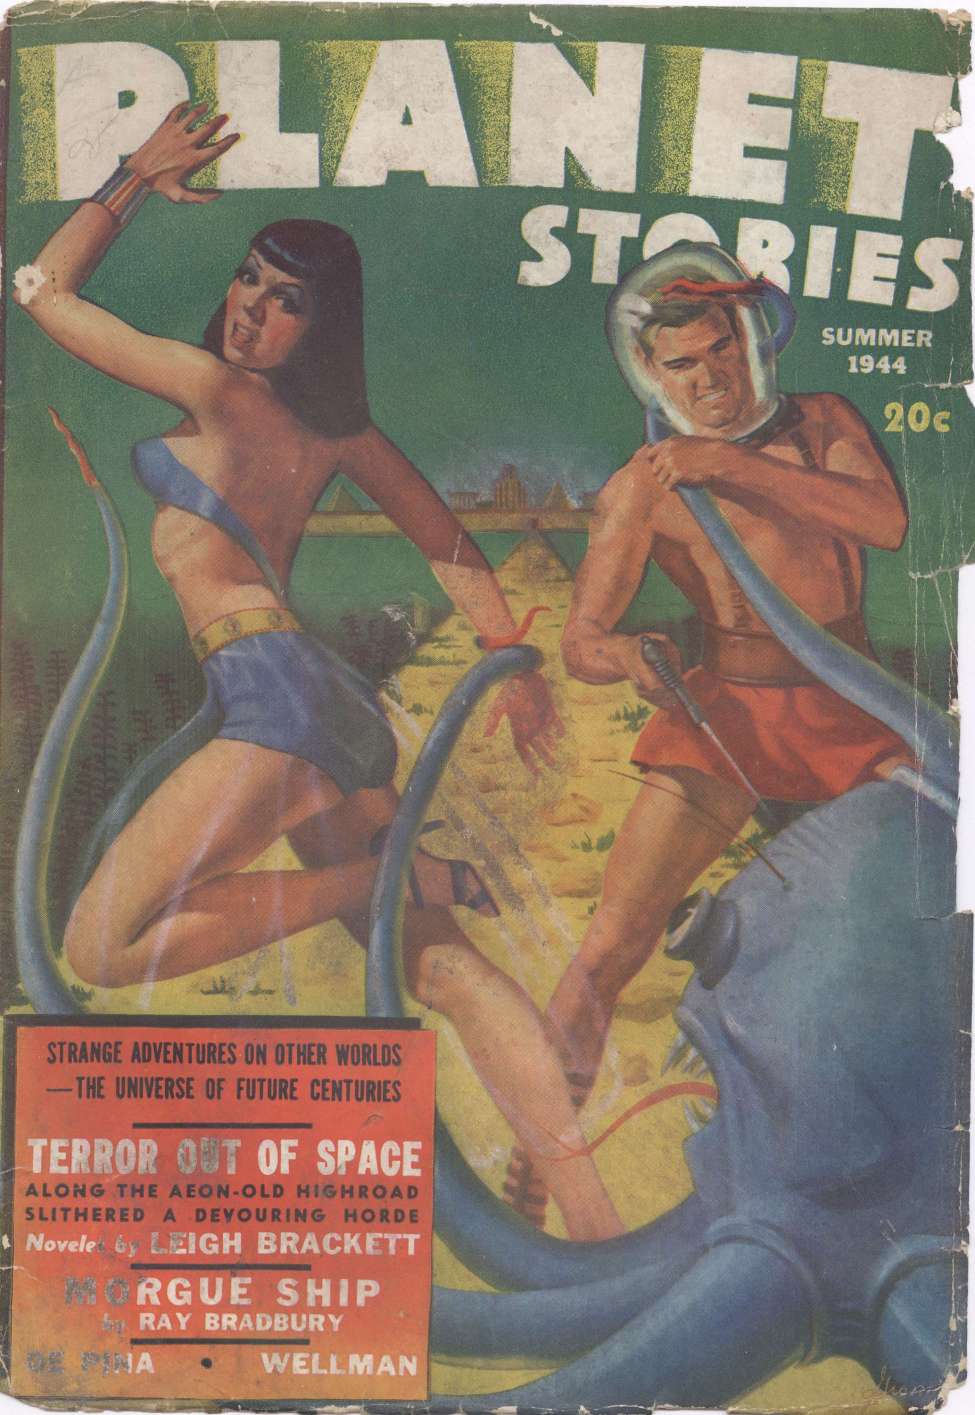 PLANET
STORIES
SUMMER
1944
20c
STRANGE ADVENTURES ON OTHER WORLDS
—THE UNIVERSE OF FUTURE CENTURIES
TERROR OUT OF SPACE
ALONG THE AEON-OLD HIGHROAD
SLITHERED A DEVOURING HORDE
Novelet by LEIGH BRACKETT
MORGUE SHIP
by RAY BRADBURY
DE PINA • WELLMAN